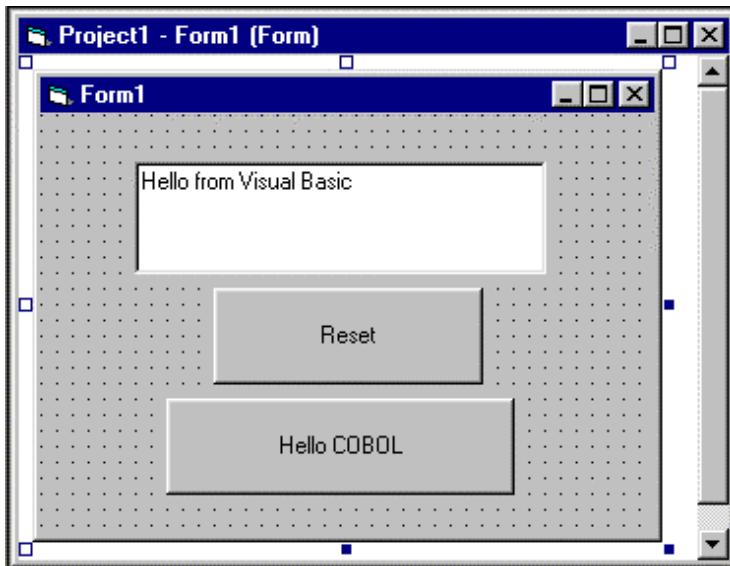 Project1 - Form1 (Form)
Form1
Hello from Visual Basic
Reset
Hello COBOL